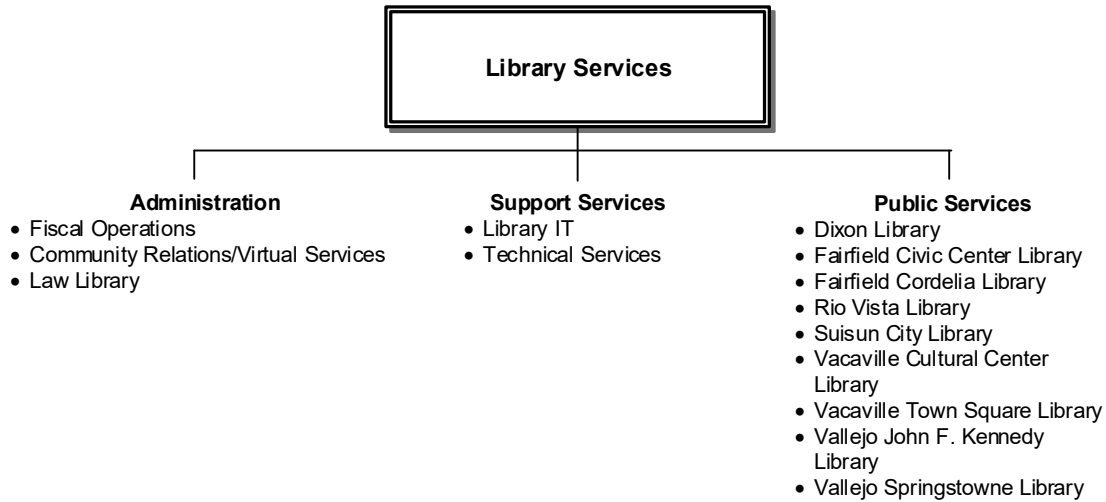 Library Services
Administration
• Fiscal Operations
• Community Relations/Virtual Services
• Law Library
Support Services
• Library IT
• Technical Services
Public Services
• Dixon Library
• Fairfield Civic Center Library
• Fairfield Cordelia Library
• Rio Vista Library
• Suisun City Library
• Vacaville Cultural Center
Library
• Vacaville Town Square Library
• Vallejo John F. Kennedy
Library
• Vallejo Springstowne Library